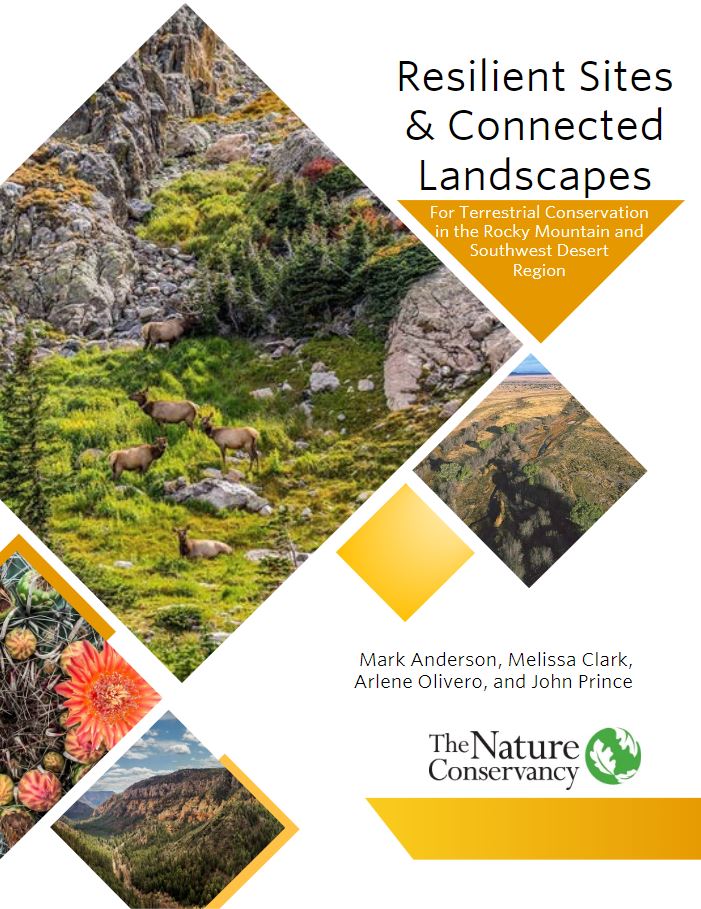 Resilient Sites
& Connected
Landscapes
For Terrestrial Conservation
in the Rocky Mountain and
Southwest Desert
Region
Mark Anderson, Melissa Clark,
Arlene Olivero, and John Prince
The Nature
Conservancy